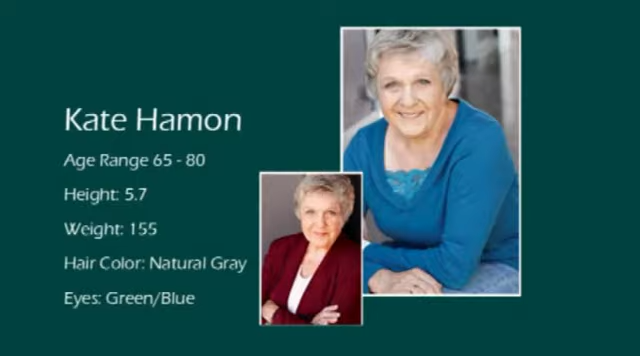 Kate Hamon
Age Range 65 - 80
Height: 5.7
Weight: 155
Hair Color: Natural Gray
Eyes: Green/Blue